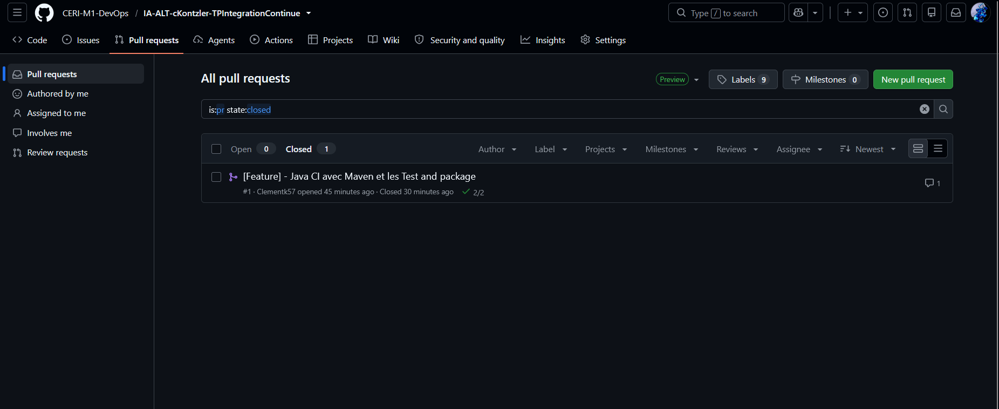 CERI-M1-DevOps / IA-ALT-cKontzler-TPIntegrationContinue
Type / to search
Code Issues Pull requests Agents Actions Projects Wiki Security and quality Insights Settings
Pull requests
Authored by me
Assigned to me
Involves me
Review requests
All pull requests
Preview
Labels 9
Milestones 0
New pull request
is:pr state:closed
Open 0 Closed 1
Author Label Projects Milestones Reviews Assignee Newest
[Feature] - Java CI avec Maven et les Test and package
#1 · Clementk57 opened 45 minutes ago · Closed 30 minutes ago 2/2
1